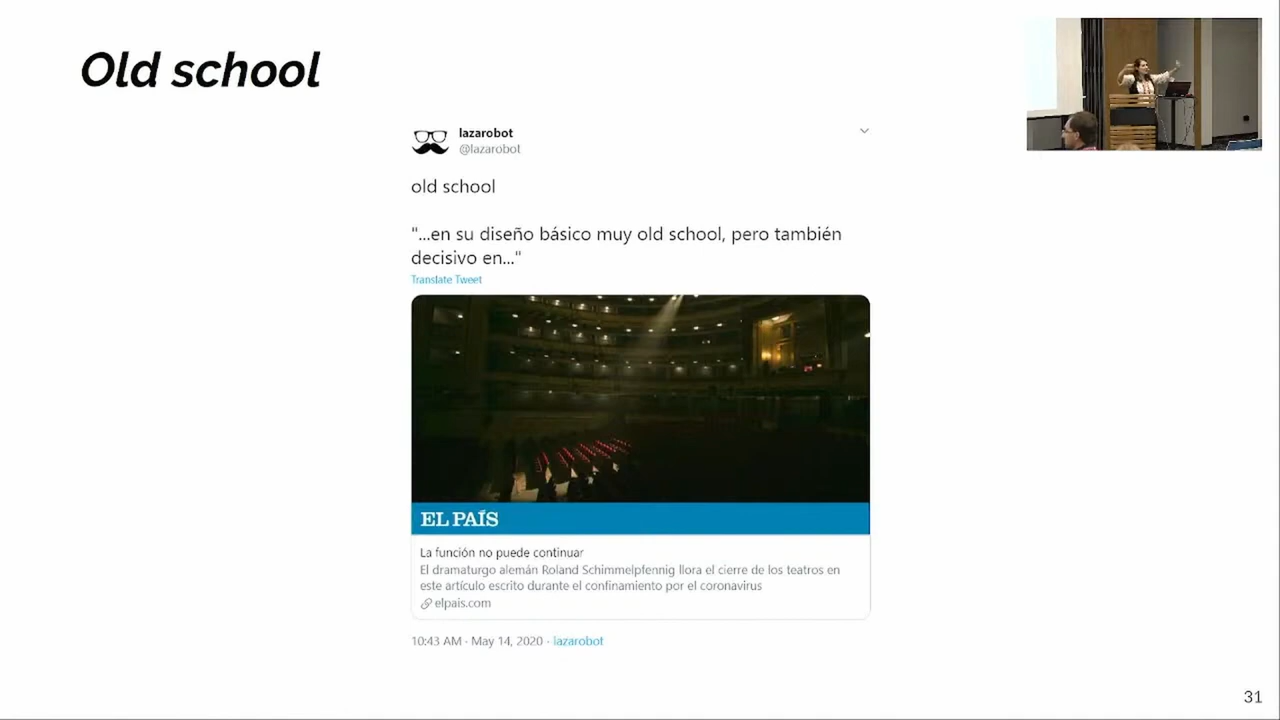 Old school
lazarobot
@lazarobot
old school
"...en su diseño básico muy old school, pero también
decisivo en..."
Translate Tweet
EL PAÍS
La función no puede continuar
El dramaturgo alemán Roland Schimmelpfennig llora el cierre de los teatros en
este artículo escrito durante el confinamiento por el coronavirus
elpais.com
10:43 AM · May 14, 2020 · lazarobot
31